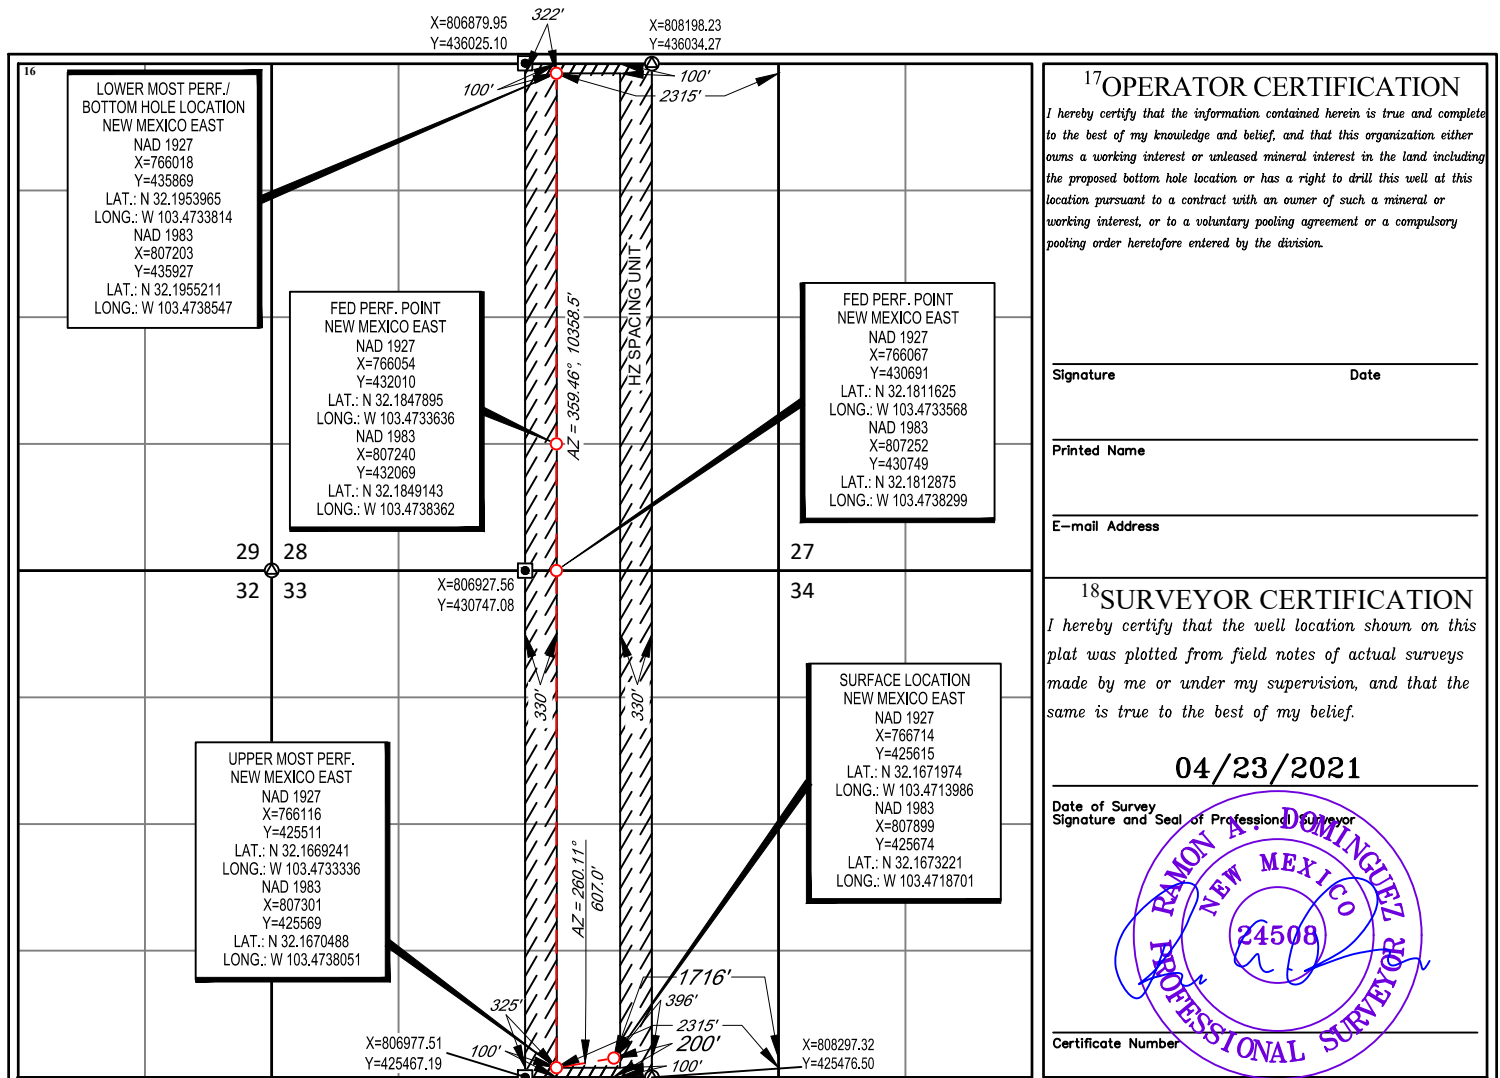 X=806879.95
Y=436025.10
322'
X=808198.23
Y=436034.27
16
100'
100'
2315'
LOWER MOST PERF./
BOTTOM HOLE LOCATION
NEW MEXICO EAST
NAD 1927
X=766018
Y=435869
LAT.: N 32.1953965
LONG.: W 103.4733814
NAD 1983
X=807203
Y=435927
LAT.: N 32.1955211
LONG.: W 103.4738547
FED PERF. POINT
NEW MEXICO EAST
NAD 1927
X=766054
Y=432010
LAT.: N 32.1847895
LONG.: W 103.4733636
NAD 1983
X=807240
Y=432069
LAT.: N 32.1849143
LONG.: W 103.4738362
AZ = 359.46°, 10358.5'
HZ SPACING UNIT
FED PERF. POINT
NEW MEXICO EAST
NAD 1927
X=766067
Y=430691
LAT.: N 32.1811625
LONG.: W 103.4733568
NAD 1983
X=807252
Y=430749
LAT.: N 32.1812875
LONG.: W 103.4738299
29 28
27
32 33
34
X=806927.56
Y=430747.08
330'
330'
SURFACE LOCATION
NEW MEXICO EAST
NAD 1927
X=766714
Y=425615
LAT.: N 32.1671974
LONG.: W 103.4713986
NAD 1983
X=807899
Y=425674
LAT.: N 32.1673221
LONG.: W 103.4718701
UPPER MOST PERF.
NEW MEXICO EAST
NAD 1927
X=766116
Y=425511
LAT.: N 32.1669241
LONG.: W 103.4733336
NAD 1983
X=807301
Y=425569
LAT.: N 32.1670488
LONG.: W 103.4738051
AZ = 260.11°
607.0'
1716'
325'
396'
2315'
200'
100'
100'
X=806977.51
Y=425467.19
X=808297.32
Y=425476.50
17 OPERATOR CERTIFICATION
I hereby certify that the information contained herein is true and complete
to the best of my knowledge and belief, and that this organization either
owns a working interest or unleased mineral interest in the land including
the proposed bottom hole location or has a right to drill this well at this
location pursuant to a contract with an owner of such a mineral or
working interest, or to a voluntary pooling agreement or a compulsory
pooling order heretofore entered by the division.
Signature Date
Printed Name
E-mail Address
18 SURVEYOR CERTIFICATION
I hereby certify that the well location shown on this
plat was plotted from field notes of actual surveys
made by me or under my supervision, and that the
same is true to the best of my belief.
04/23/2021
Date of Survey
Signature and Seal of Professional Surveyor
RAMON A. DOMINGUEZ
NEW MEXICO
24508
PROFESSIONAL SURVEYOR
Certificate Number